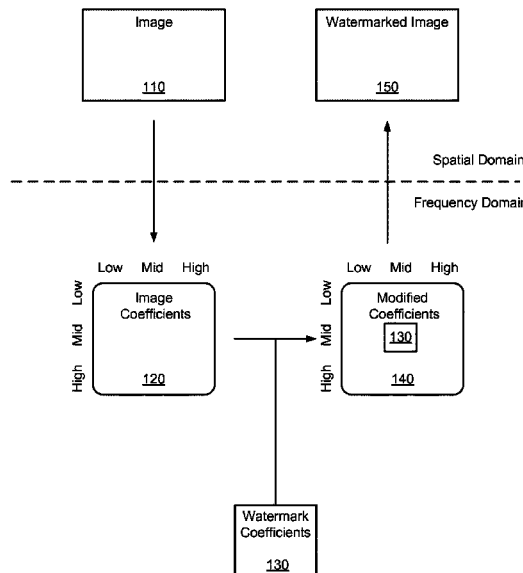 Image
110
Watermarked Image
150
Spatial Domain
Frequency Domain
Low Mid High
Low
Mid
High
Image
Coefficients
120
Low Mid High
Low
Mid
High
Modified
Coefficients
130
140
Watermark
Coefficients
130